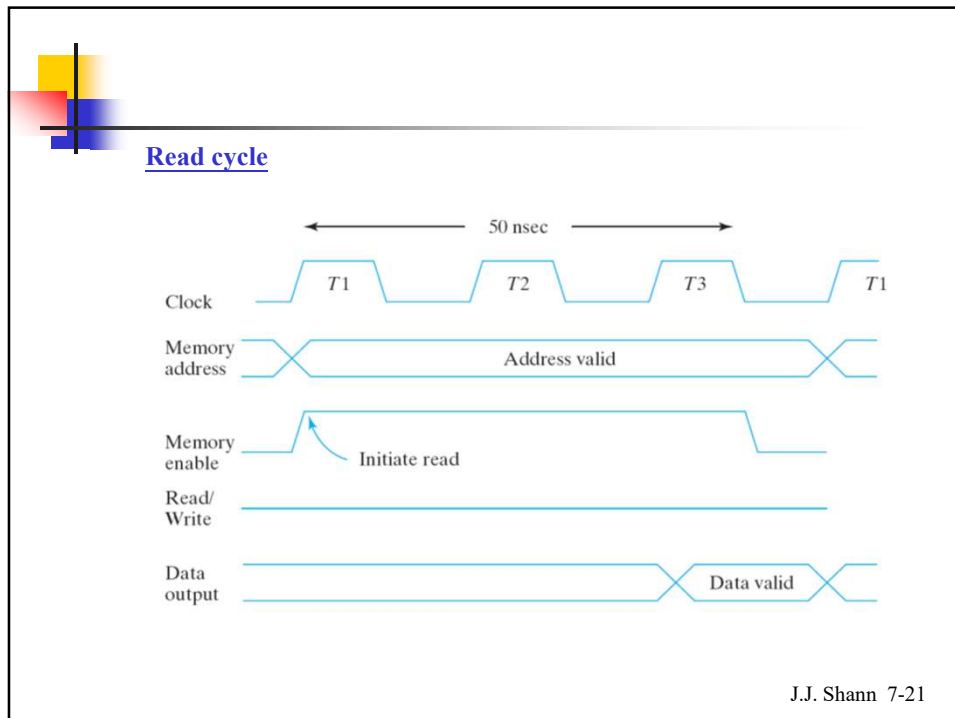 Read cycle
50 nsec
T1 T2 T3 T1
Clock
Memory
address
Address valid
Memory
enable
Initiate read
Read/
Write
Data
output
Data valid
J.J. Shann 7-21